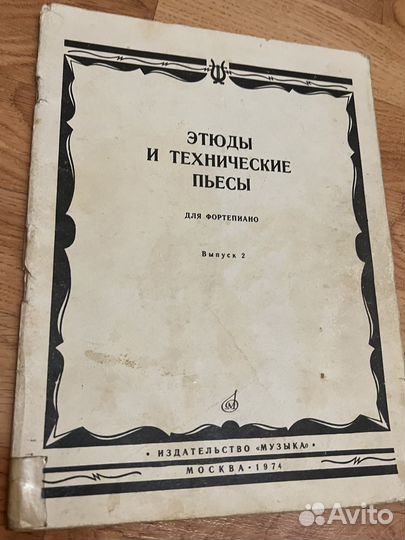 ЭТЮДЫ
И ТЕХНИЧЕСКИЕ
ПЬЕСЫ
ДЛЯ ФОРТЕПИАНО
Выпуск 2
М
• ИЗДАТЕЛЬСТВО «МУЗЫКА» •
МОСКВА • 1974
Avito